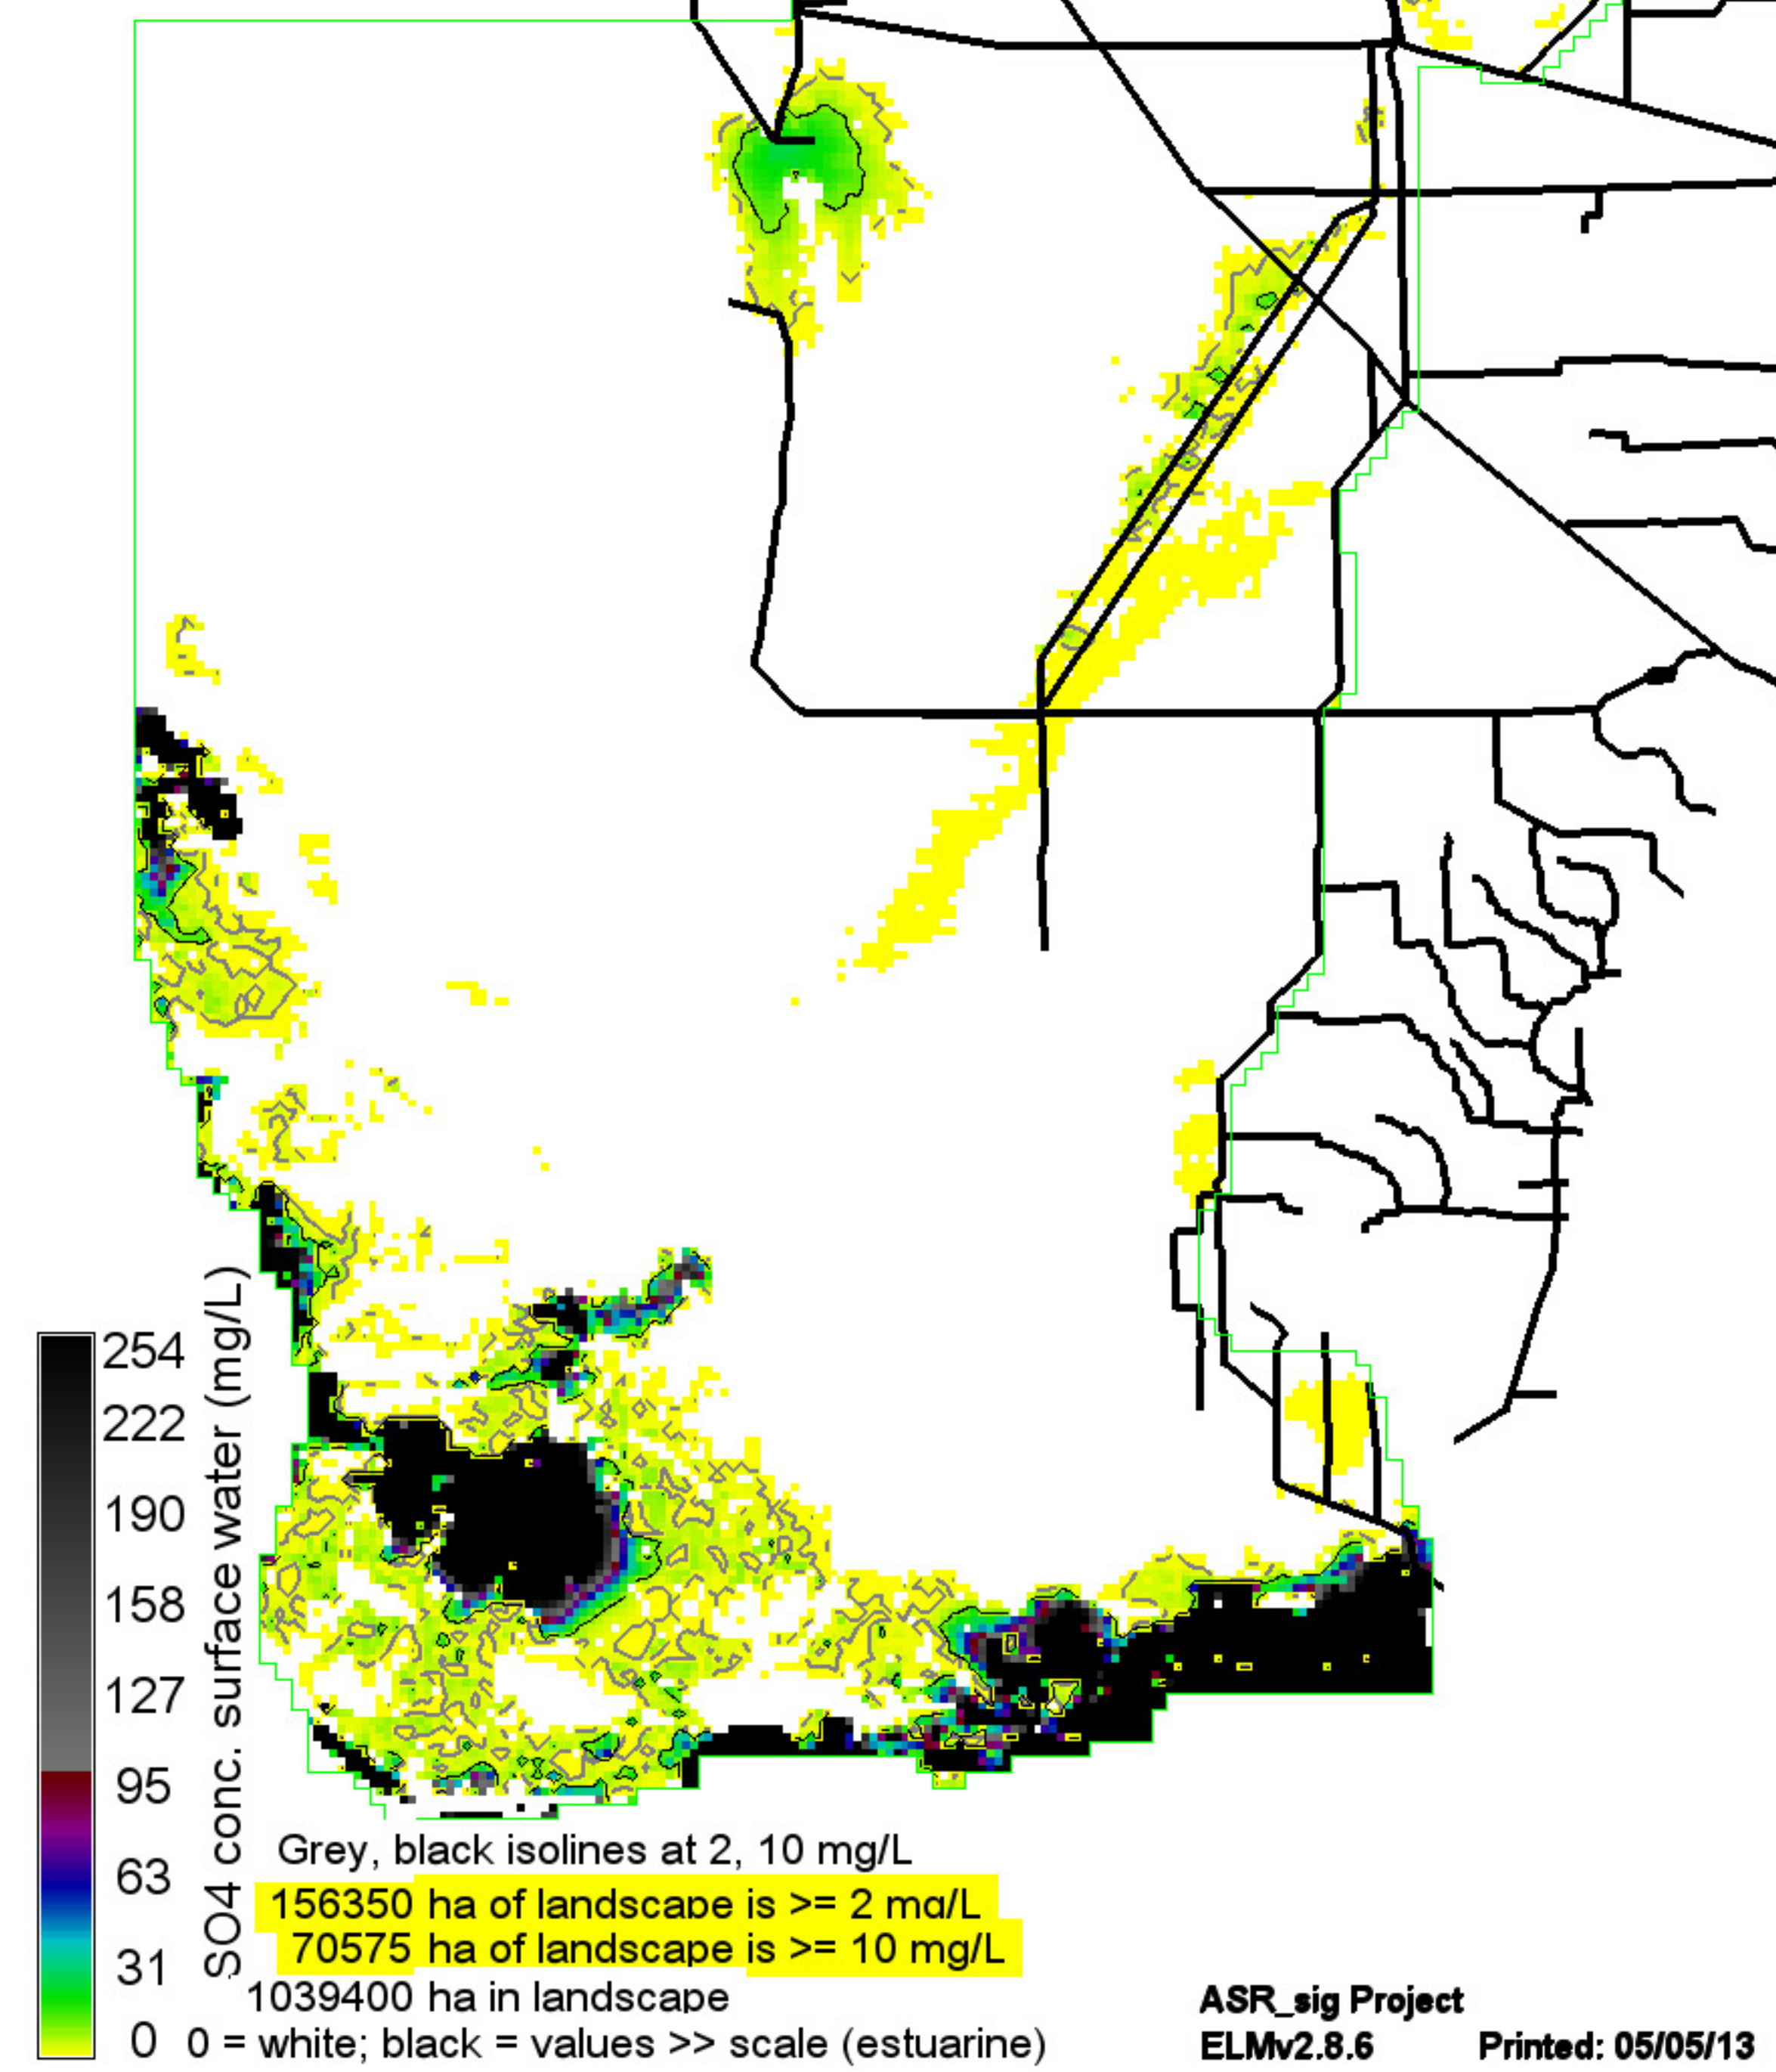 254
222
190
158
127
95
63
31
0
SO4 conc. surface water (mg/L)
Grey, black isolines at 2, 10 mg/L
156350 ha of landscape is >= 2 mg/L
70575 ha of landscape is >= 10 mg/L
1039400 ha in landscape
0 = white; black = values >> scale (estuarine)
ASR_sig Project
ELMv2.8.6 Printed: 05/05/13